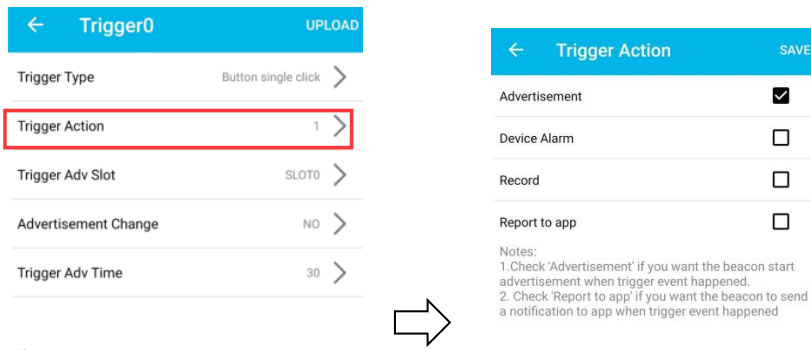 Trigger0 UPLOAD
Trigger Type Button single click
Trigger Action 1
Trigger Adv Slot SLOT0
Advertisement Change NO
Trigger Adv Time 30
Trigger Action SAVE
Advertisement
Device Alarm
Record
Report to app
Notes:
1.Check 'Advertisement' if you want the beacon start
advertisement when trigger event happened.
2. Check 'Report to app' if you want the beacon to send
a notification to app when trigger event happened